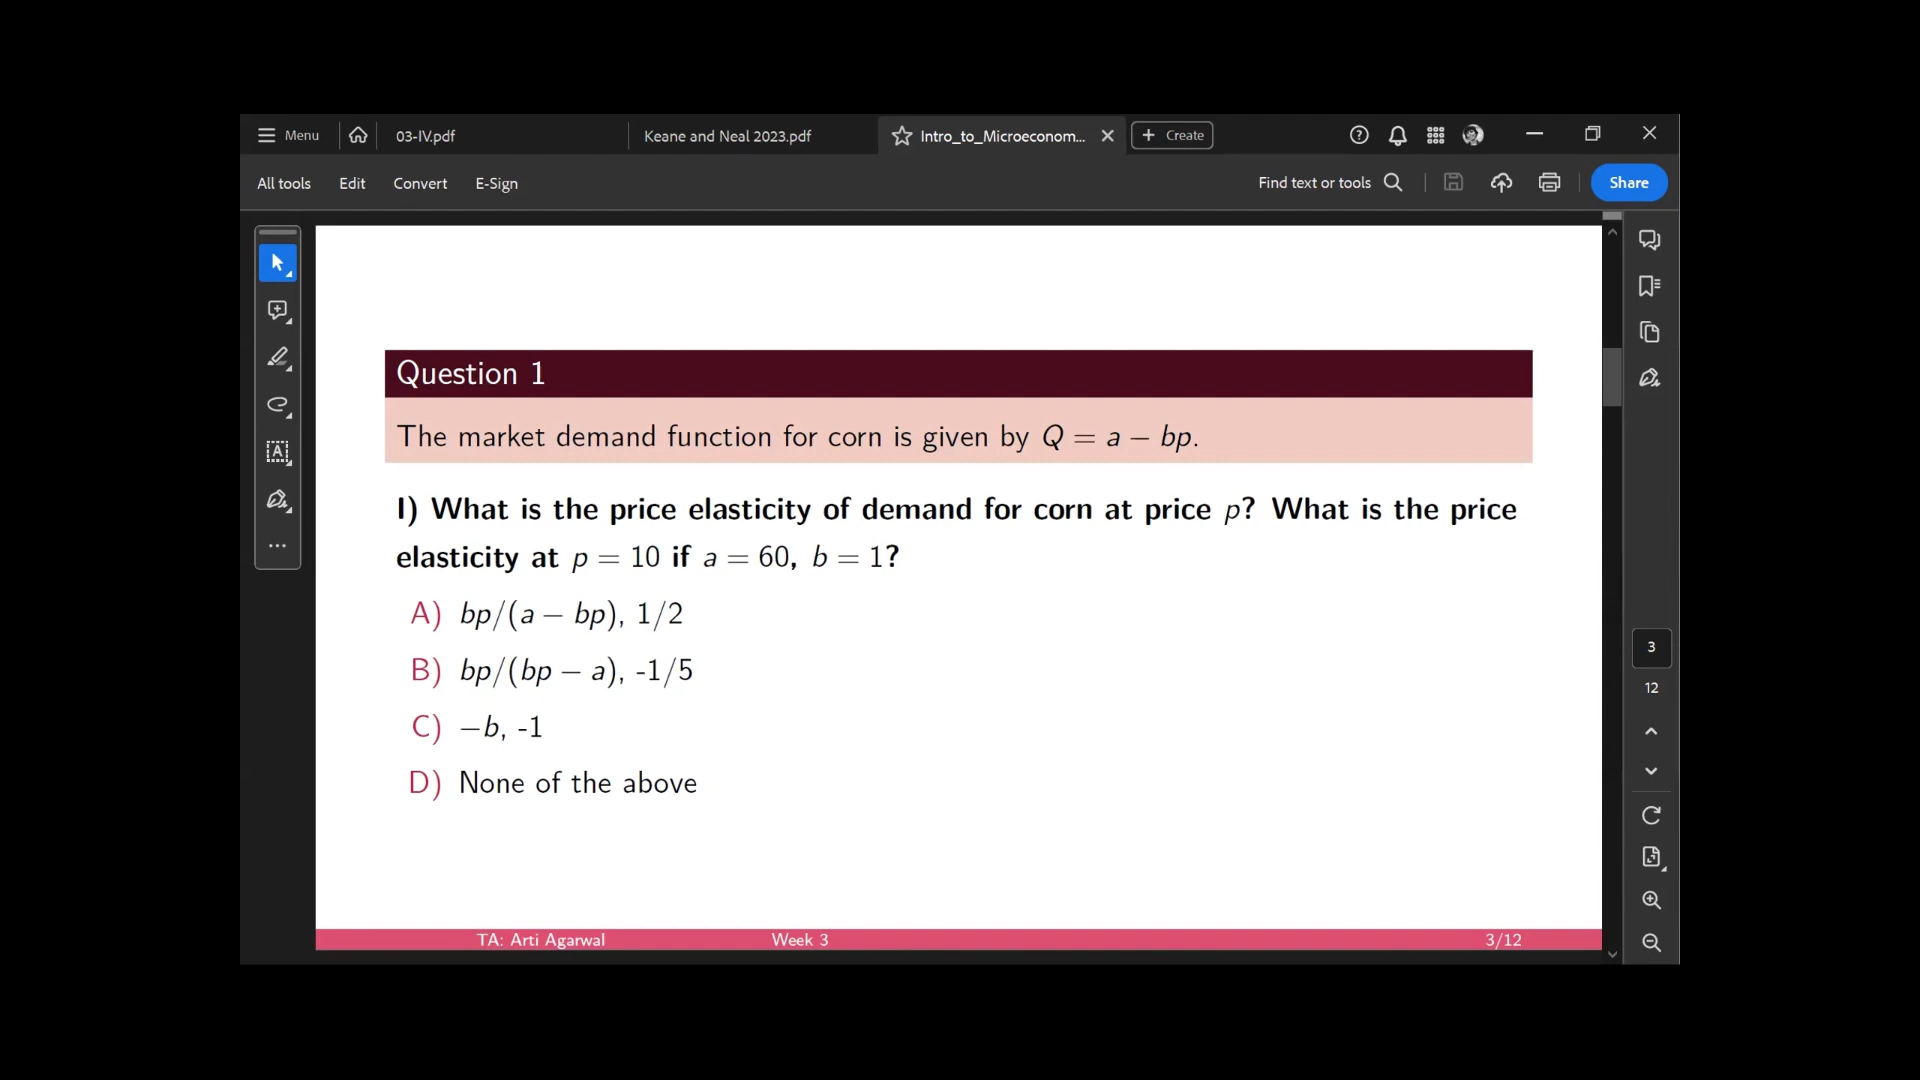 Menu
03-IV.pdf
Keane and Neal 2023.pdf
Intro_to_Microeconom...
Create
All tools
Edit
Convert
E-Sign
Find text or tools
Share
Question 1
The market demand function for corn is given by Q = a − bp.
I) What is the price elasticity of demand for corn at price p? What is the price
elasticity at p = 10 if a = 60, b = 1?
A) bp/(a − bp), 1/2
B) bp/(bp − a), -1/5
C) −b, -1
D) None of the above
3
12
TA: Arti Agarwal
Week 3
3/12